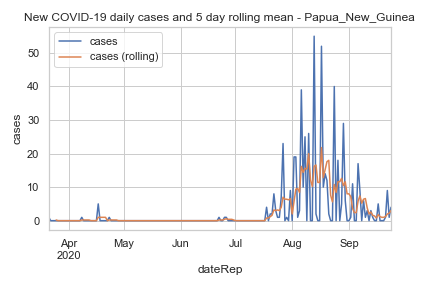 New COVID-19 daily cases and 5 day rolling mean - Papua_New_Guinea
cases
cases (rolling)
50
40
30
20
10
0
cases
Apr
2020
May
Jun
Jul
Aug
Sep
dateRep